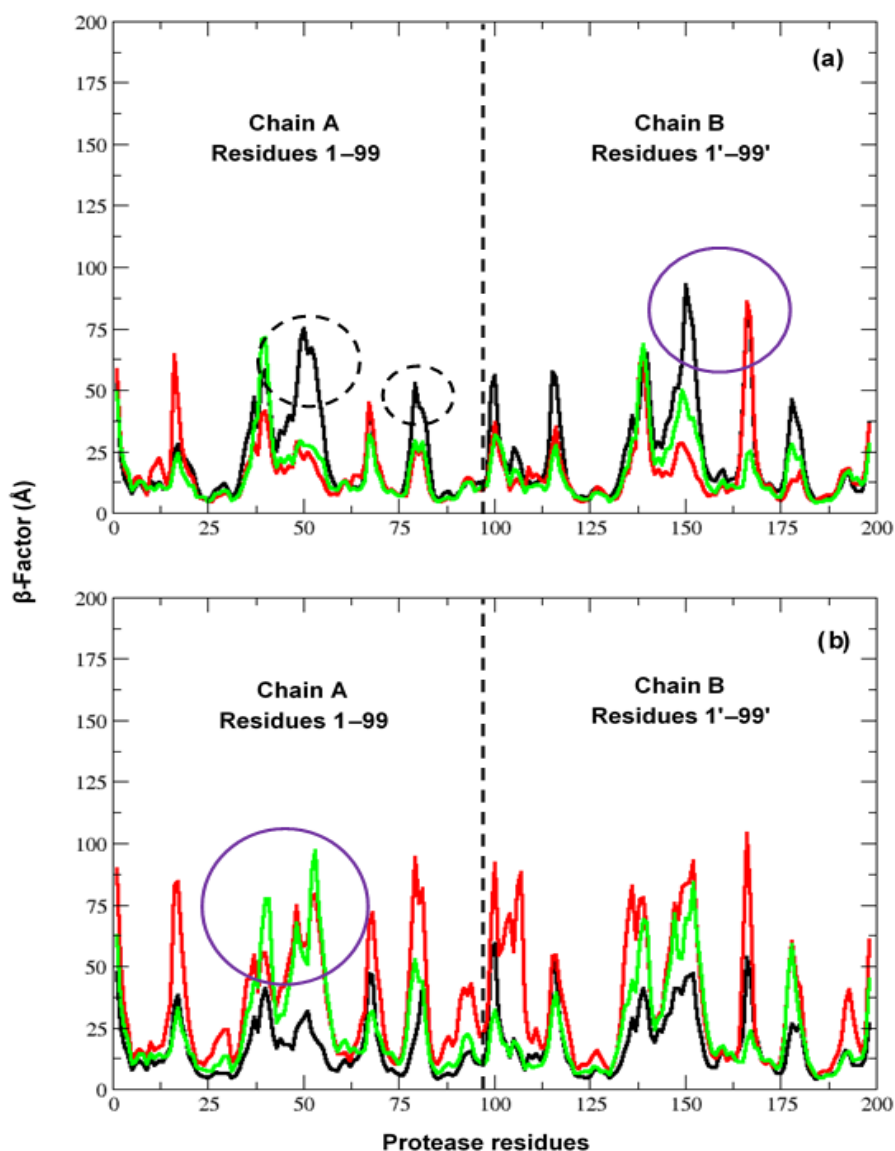 200
(a)
175
150
Chain A
Residues 1–99
Chain B
Residues 1'–99'
125
100
75
50
25
0
0 25 50 75 100 125 150 175 200
β-Factor (Å)
200
(b)
175
Chain A
Residues 1–99
Chain B
Residues 1'–99'
150
125
100
75
50
25
0
0 25 50 75 100 125 150 175 200
Protease residues